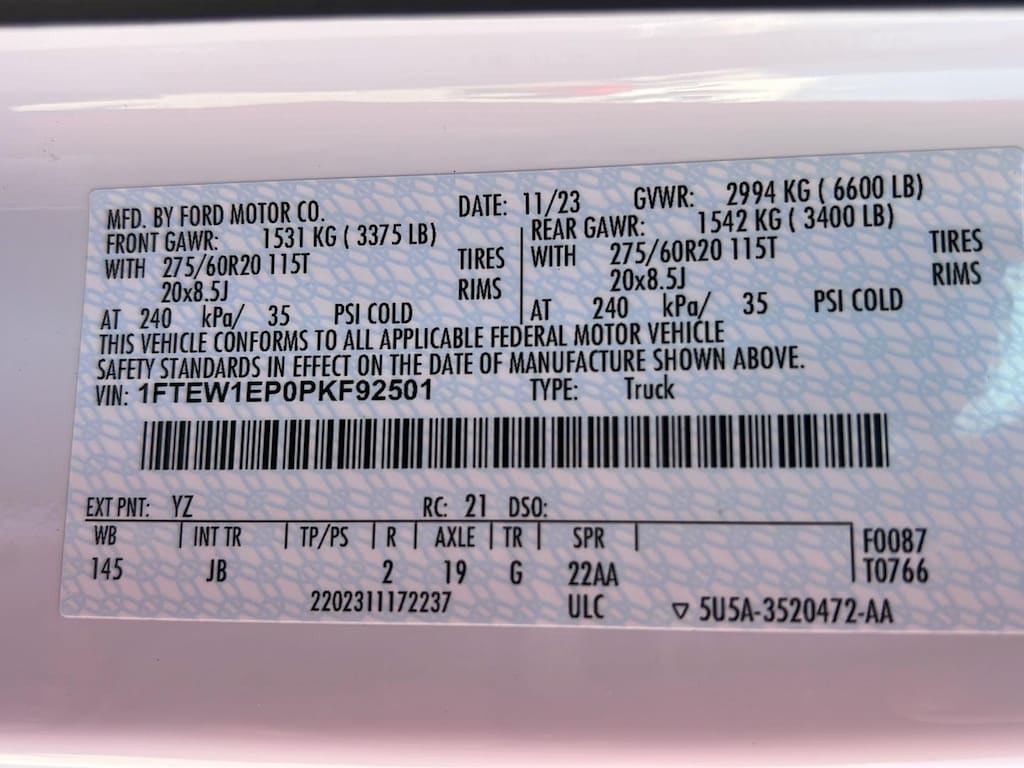 MFD. BY FORD MOTOR CO. DATE: 11/23 GVWR: 2994 KG ( 6600 LB)
FRONT GAWR: 1531 KG ( 3375 LB) REAR GAWR: 1542 KG ( 3400 LB)
WITH 275/60R20 115T TIRES WITH 275/60R20 115T TIRES
20x8.5J RIMS 20x8.5J RIMS
AT 240 kPa/ 35 PSI COLD AT 240 kPa/ 35 PSI COLD
THIS VEHICLE CONFORMS TO ALL APPLICABLE FEDERAL MOTOR VEHICLE
SAFETY STANDARDS IN EFFECT ON THE DATE OF MANUFACTURE SHOWN ABOVE.
VIN: 1FTEW1EP0PKF92501 TYPE: Truck
EXT PNT: YZ RC: 21 DSO:
WB INT TR TP/PS R AXLE TR SPR F0087
145 JB 2 19 G 22AA T0766
2202311172237 ULC ▽ 5U5A-3520472-AA